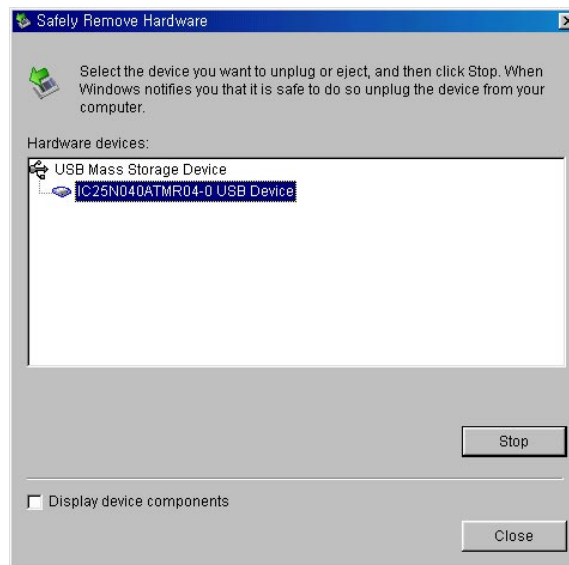 Safely Remove Hardware
Select the device you want to unplug or eject, and then click Stop. When
Windows notifies you that it is safe to do so unplug the device from your
computer.
Hardware devices:
USB Mass Storage Device
IC25N040ATMR04-0 USB Device
Stop
Display device components
Close